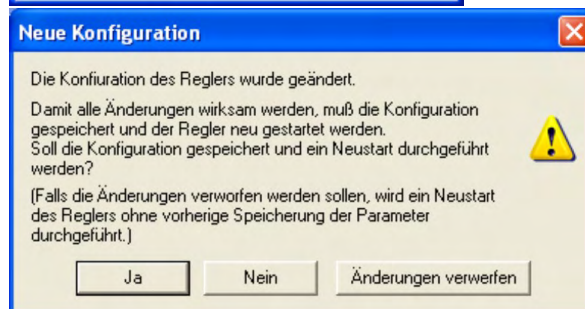 Neue Konfiguration
Die Konfiuration des Reglers wurde geändert.
Damit alle Änderungen wirksam werden, muß die Konfiguration
gespeichert und der Regler neu gestartet werden.
Soll die Konfiguration gespeichert und ein Neustart durchgeführt
werden?
(Falls die Änderungen verworfen werden sollen, wird ein Neustart
des Reglers ohne vorherige Speicherung der Parameter
durchgeführt.)
Ja Nein Änderungen verwerfen